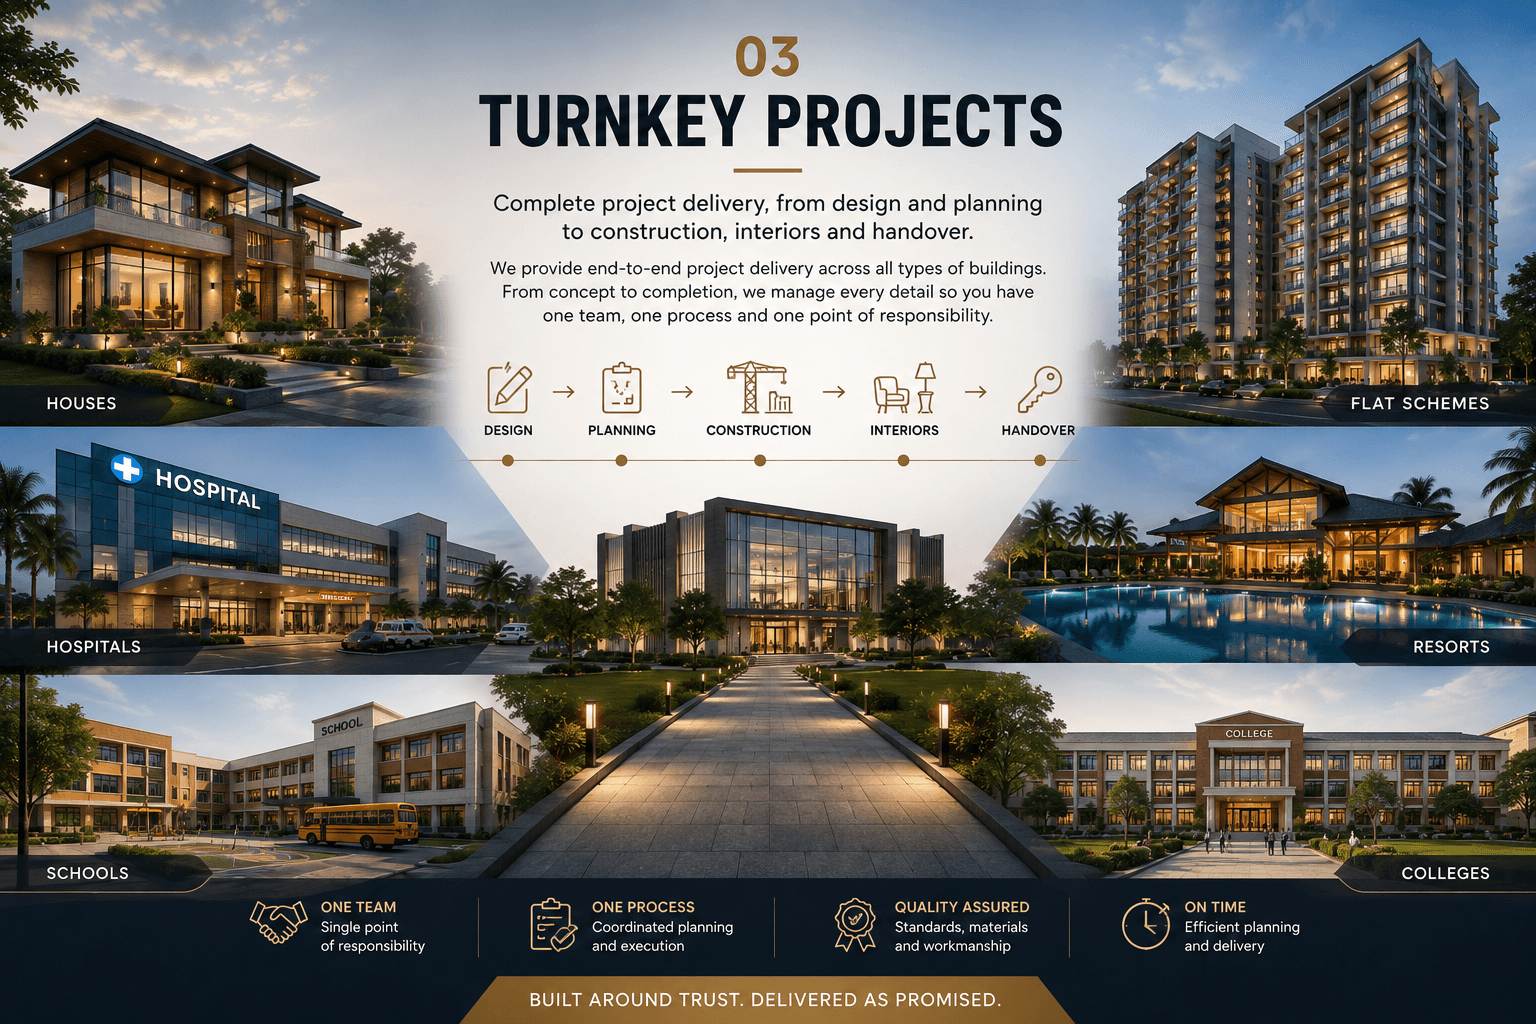 03
TURNKEY PROJECTS
Complete project delivery, from design and planning
to construction, interiors and handover.
We provide end-to-end project delivery across all types of buildings.
From concept to completion, we manage every detail so you have
one team, one process and one point of responsibility.
DESIGN
PLANNING
CONSTRUCTION
INTERIORS
HANDOVER
HOUSES
FLAT SCHEMES
HOSPITAL
HOSPITALS
RESORTS
SCHOOL
SCHOOLS
COLLEGE
COLLEGES
ONE TEAM
Single point
of responsibility
ONE PROCESS
Coordinated planning
and execution
QUALITY ASSURED
Standards, materials
and workmanship
ON TIME
Efficient planning
and delivery
BUILT AROUND TRUST. DELIVERED AS PROMISED.